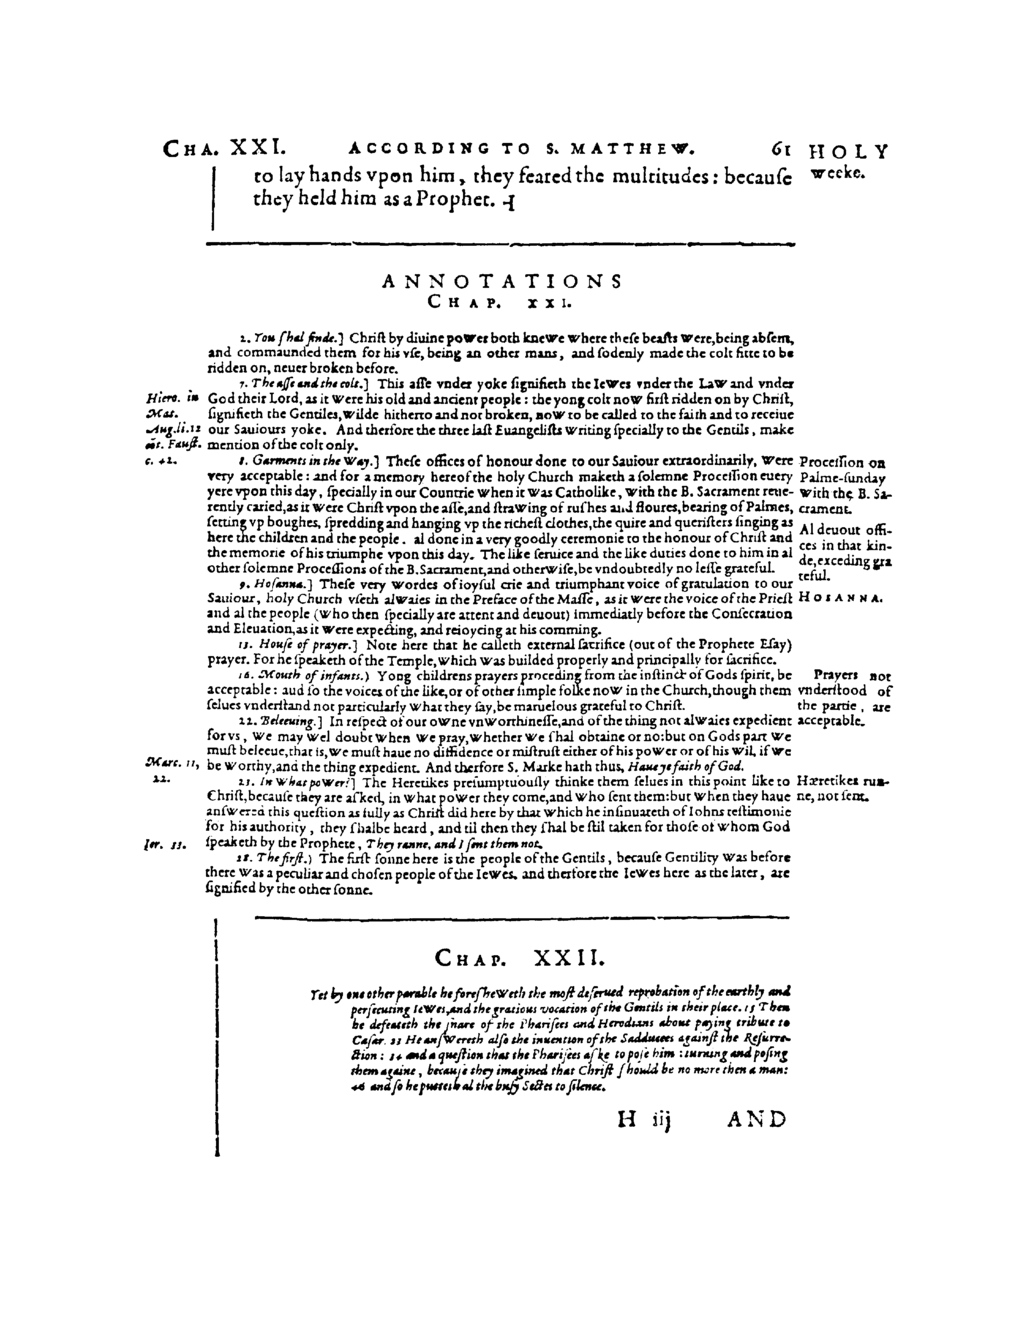 CHA. XXI. ACCORDING TO S. MATTHEW. 61 HOLY
weeke.
to lay hands vpon him, they feared the multitudes: becauſe
they held him as a Prophet. ⊣
ANNOTATIONS
CHAP. XXI.
2. You ſhal finde.] Chriſt by diuine power both knewe where theſe beaſts were, being abſent,
and commaunded them for his vſe, being an other mans, and ſodenly made the colt fitte to be
ridden on, neuer broken before.
7. The aſſe and the colt.] This aſſe vnder yoke ſignifieth the Iewes vnder the Law and vnder
God their Lord, as it were his old and ancient people: the yong colt now firſt ridden on by Chriſt,
ſignifieth the Gentiles, wilde hitherto and not broken, now to be called to the faith and to receiue
our Sauiours yoke. And therfore the three laſt Euangeliſts writing ſpecially to the Gentils, make
mention of the colt only.
Hiero. in
Mat.
Aug.li.12
cōt. Fauſt.
c. 42.
8. Garments in the way.] Theſe offices of honour done to our Sauiour extraordinarily, were
very acceptable: and for a memory hereof the holy Church maketh a ſolemne Proceſſion euery
yere vpon this day, ſpecially in our Countrie when it was Catholike, with the B. Sacrament reue-
rently caried, as it were Chriſt vpon the aſſe, and ſtrawing of ruſhes and floures, bearing of Palmes,
ſetting vp boughes, ſpredding and hanging vp the richeſt clothes, the quire and queriſters ſinging as
here the children and the people. al done in a very goodly ceremonie to the honour of Chriſt and
the memorie of his triumphe vpon this day. The like ſeruice and the like duties done to him in al
other ſolemne Proceſſions of the B. Sacrament, and otherwiſe, be vndoubtedly no leſſe grateful.
Proceſſion on
Palme-ſunday
with the B. Sa-
crament.
Al deuout offi-
ces in that kin-
de, exceding gra
teful.
9. Hoſanna.] Theſe very wordes of ioyful crie and triumphant voice of gratulation to our
Sauiour, holy Church vſeth alwaies in the Preface of the Maſſe, as it were the voice of the Prieſt
and al the people (who then ſpecially are attent and deuout) immediatly before the Conſecration
and Eleuation, as it were expecting, and reioycing at his comming.
HOSANNA.
13. Houſe of prayer.] Note here that he calleth external ſacrifice (out of the Prophete Eſay)
prayer. For he ſpeaketh of the Temple, which was builded properly and principally for ſacrifice.
16. Mouth of infants.) Yong childrens prayers proceding from the inſtinct of Gods ſpirit, be
acceptable: aud ſo the voices of the like, or of other ſimple folke now in the Church, though them
ſelues vnderſtand not particularly what they ſay, be maruelous grateful to Chriſt.
Prayers not
vnderſtood of
the partie, are
acceptable.
22. Beleeuing.] In reſpect of our owne vnworthineſſe, and of the thing not alwaies expedient
for vs, we may wel doubt when we pray, whether we ſhal obtaine or no: but on Gods part we
muſt beleeue, that is, we muſt haue no diffidence or miſtruſt either of his power or of his wil, if we
be worthy, and the thing expedient. And therfore S. Marke hath thus, Haue ye faith of God.
Marc. 11,
22.
23. In what power?] The Heretikes preſumptuouſly thinke them ſelues in this point like to
Chriſt, becauſe they are aſked, in what power they come, and who ſent them: but when they haue
anſwered this queſtion as fully as Chriſt did here by that which he inſinuateth of Iohns teſtimonie
for his authority, they ſhalbe heard, and til then they ſhal be ſtil taken for thoſe of whom God
ſpeaketh by the Prophete, They ranne, and I ſent them not.
Hæretikes run-
ne, not ſent.
Ier. 23.
28. The firſt.) The firſt ſonne here is the people of the Gentils, becauſe Gentility was before
there was a peculiar and choſen people of the Iewes, and therfore the Iewes here as the later, are
ſignified by the other ſonne.
CHAP. XXII.
Yet by one other parable he foreſheweth the moſt deſerued reprobation of the earthly and
perſecuting Iewes, and the gratious vocation of the Gentils in their place. 15 Then
he defeateth the ſnare of the Phariſees and Herodians about paying tribute to
Cæſar. 23 He anſwereth alſo the inuention of the Sadducees againſt the Reſurre-
ction: 34 and a queſtion that the Phariſees aſke to poſe him: turning and poſing
them againe, becauſe they imagined that Chriſt ſhould be no more then a man:
46 and ſo he putteth al the buſy Sectes to ſilence.
H iij AND